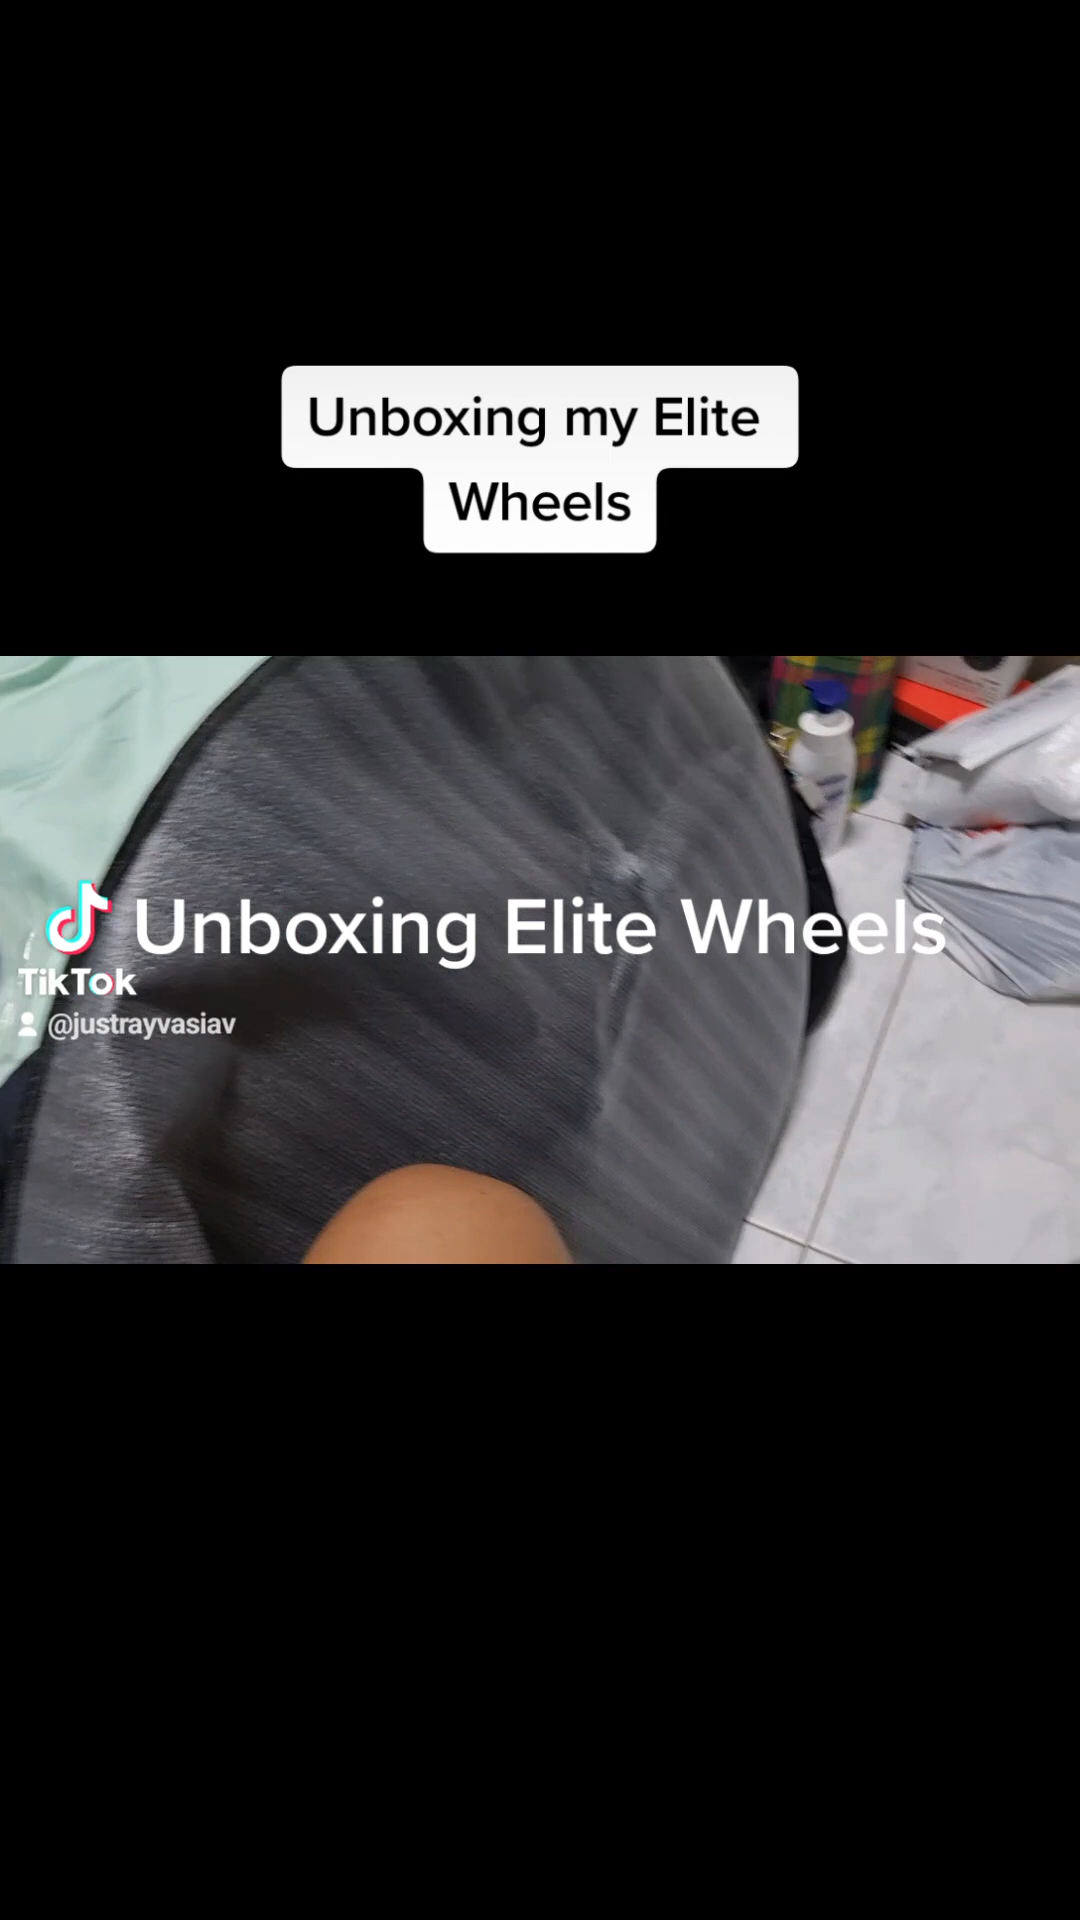 Unboxing my Elite
Wheels
Unboxing Elite Wheels
TikTok
@justrayvasiav